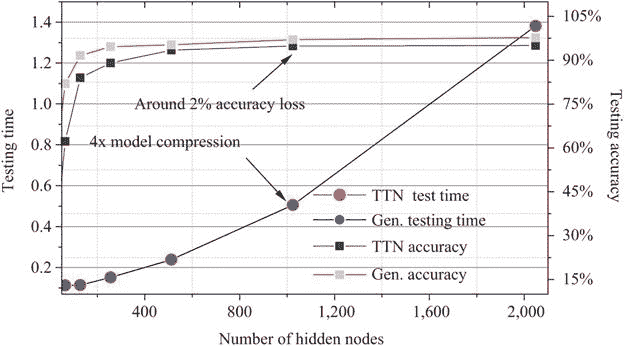 1.4
1.2
1.0
0.8
0.6
0.4
0.2
Testing time
105%
90%
75%
60%
45%
30%
15%
Testing accuracy
Around 2% accuracy loss
4x model compression
TTN test time
Gen. testing time
TTN accuracy
Gen. accuracy
400
800
1,200
1,600
2,000
Number of hidden nodes